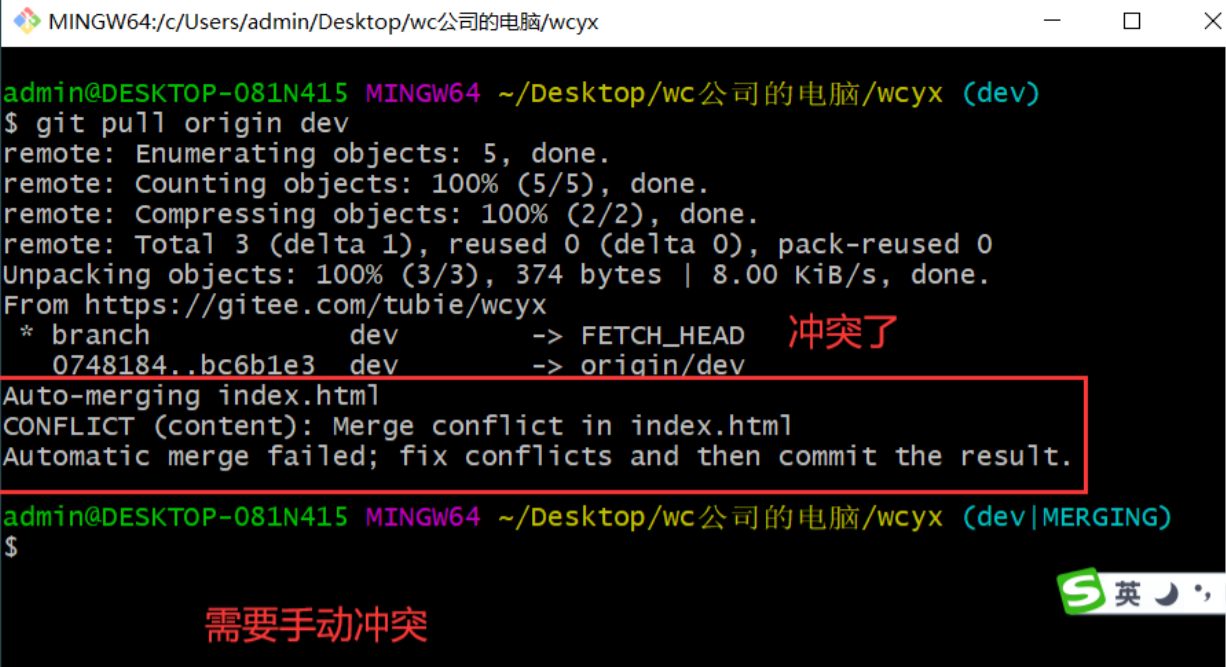 MINGW64:/c/Users/admin/Desktop/wc公司的电脑/wcyx
admin@DESKTOP-081N415 MINGW64 ~/Desktop/wc公司的电脑/wcyx (dev)
$ git pull origin dev
remote: Enumerating objects: 5, done.
remote: Counting objects: 100% (5/5), done.
remote: Compressing objects: 100% (2/2), done.
remote: Total 3 (delta 1), reused 0 (delta 0), pack-reused 0
Unpacking objects: 100% (3/3), 374 bytes | 8.00 KiB/s, done.
From https://gitee.com/tubie/wcyx
* branch dev -> FETCH_HEAD 冲突了
0748184..bc6b1e3 dev -> origin/dev
Auto-merging index.html
CONFLICT (content): Merge conflict in index.html
Automatic merge failed; fix conflicts and then commit the result.
admin@DESKTOP-081N415 MINGW64 ~/Desktop/wc公司的电脑/wcyx (dev|MERGING)
$
S 英
需要手动冲突